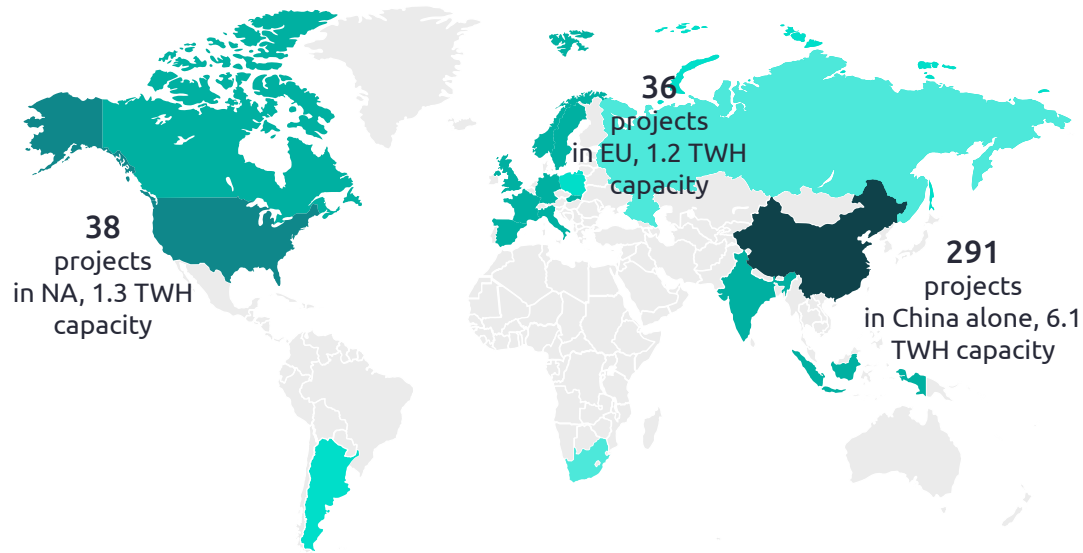 36
projects
in EU, 1.2 TWH
capacity
38
projects
in NA, 1.3 TWH
capacity
291
projects
in China alone, 6.1
TWH capacity